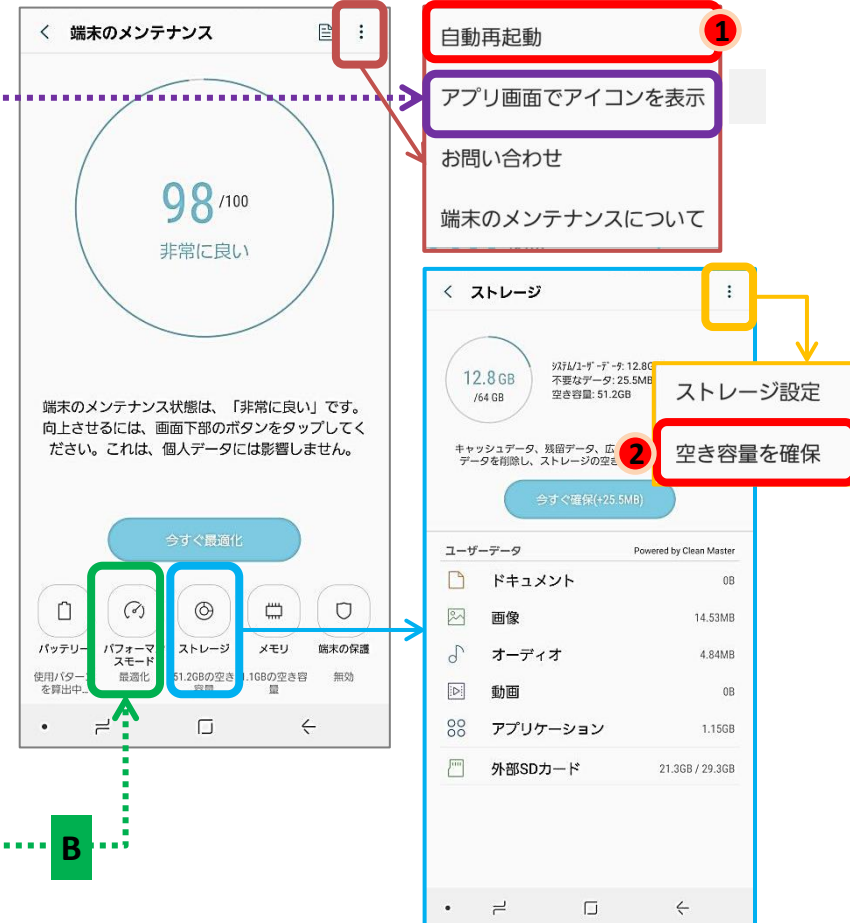 端末のメンテナンス
98 /100
非常に良い
端末のメンテナンス状態は、「非常に良い」です。
向上させるには、画面下部のボタンをタップしてく
ださい。これは、個人データには影響しません。
今すぐ最適化
バッテリー
使用パターン
を算出中...
パフォーマ
スモード
最適化
ストレージ
51.2GBの空き
容量
メモリ
1.1GBの空き容
量
端末の保護
無効
B
自動再起動
1
アプリ画面でアイコンを表示
お問い合わせ
端末のメンテナンスについて
ストレージ
12.8 GB
/64 GB
ｼｽﾃﾑ/ﾕｰｻﾞｰﾃﾞｰﾀ: 12.8G
不要なデータ: 25.5MB
空き容量: 51.2GB
ストレージ設定
2
空き容量を確保
キャッシュデータ、残留データ、広
データを削除し、ストレージの空き
今すぐ確保(+25.5MB)
ユーザーデータ
Powered by Clean Master
ドキュメント 0B
画像 14.53MB
オーディオ 4.84MB
動画 0B
アプリケーション 1.15GB
外部SDカード 21.3GB / 29.3GB